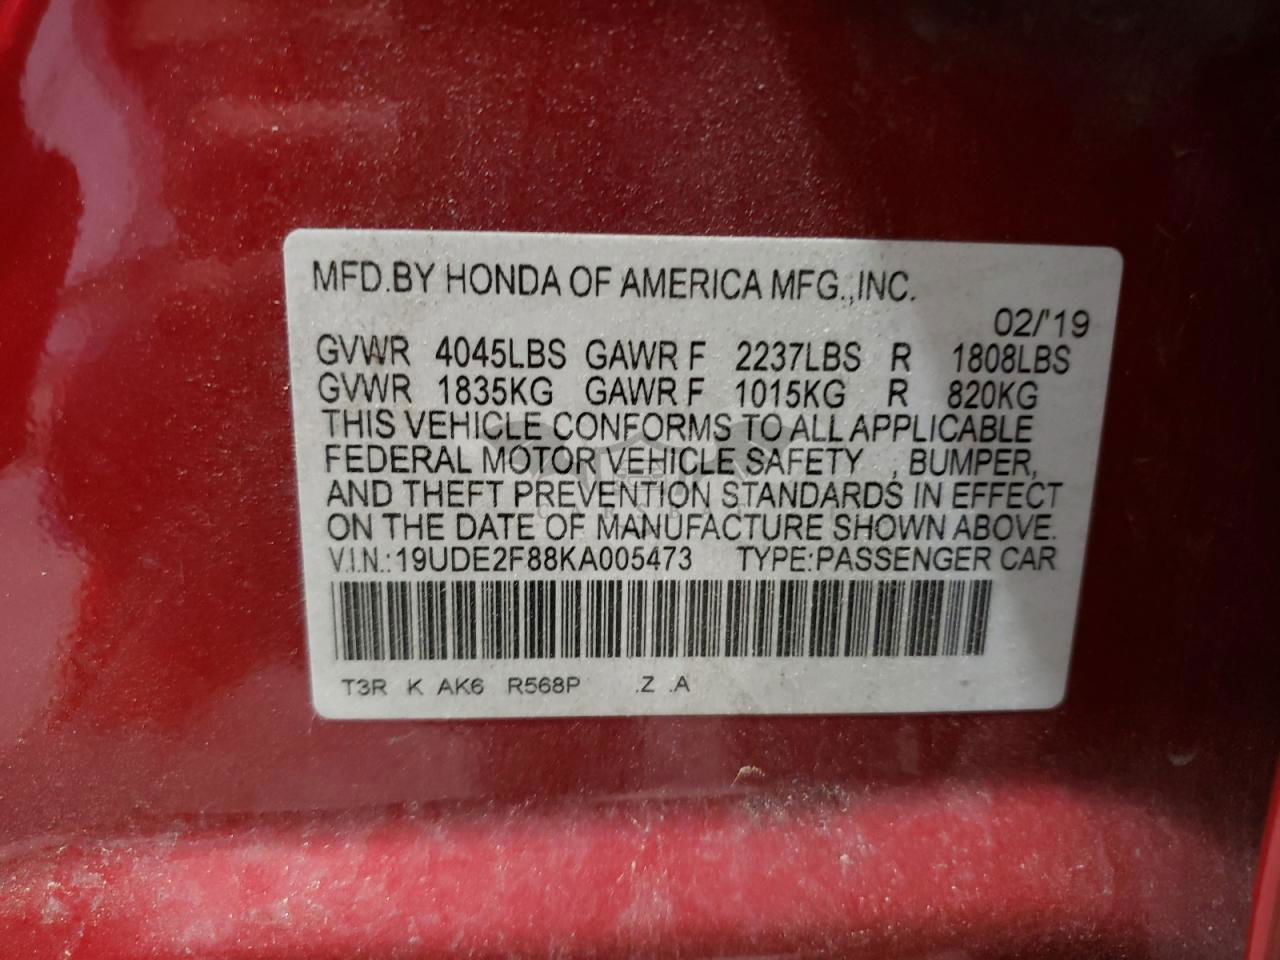 MFD.BY HONDA OF AMERICA MFG.,INC.
02/'19
GVWR 4045LBS GAWR F 2237LBS R 1808LBS
GVWR 1835KG GAWR F 1015KG R 820KG
THIS VEHICLE CONFORMS TO ALL APPLICABLE
FEDERAL MOTOR VEHICLE SAFETY , BUMPER,
AND THEFT PREVENTION STANDARDS IN EFFECT
ON THE DATE OF MANUFACTURE SHOWN ABOVE.
V.I.N.:19UDE2F88KA005473 TYPE:PASSENGER CAR
T3R K AK6 R568P .Z .A